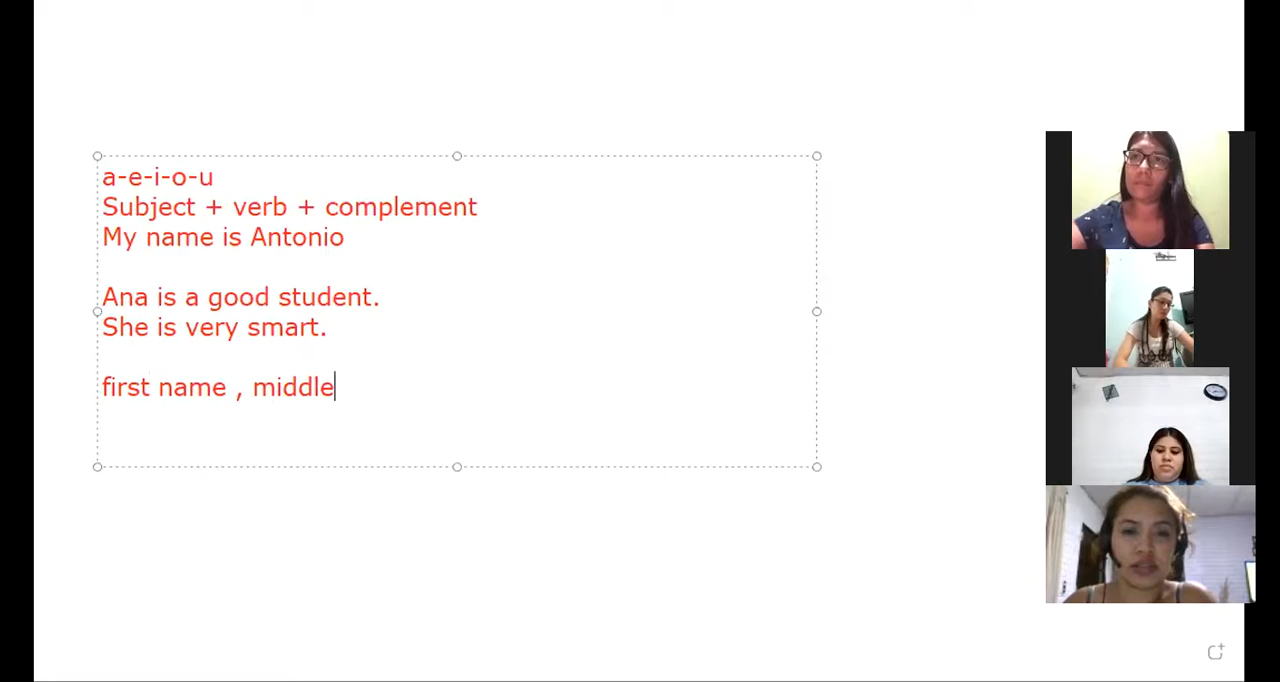 a-e-i-o-u
Subject + verb + complement
My name is Antonio
Ana is a good student.
She is very smart.
first name , middle